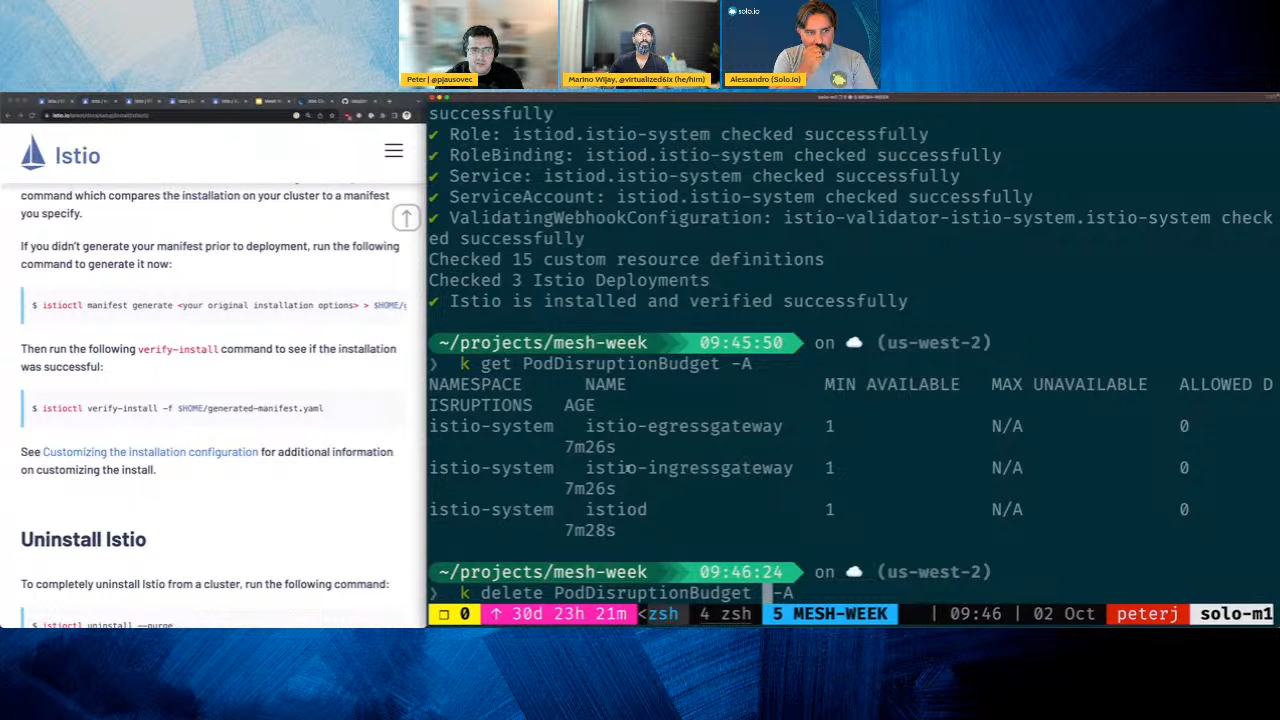 solo.io
Peter | @pjausovec
Marino Wijay, @virtualized6ix (he/him)
Alessandro (Solo.io)
Istio
command which compares the installation on your cluster to a manifest
you specify.
If you didn't generate your manifest prior to deployment, run the following
command to generate it now:
$ istioctl manifest generate <your original installation options> > $HOME/g
Then run the following verify-install command to see if the installation
was successful:
$ istioctl verify-install -f $HOME/generated-manifest.yaml
See Customizing the installation configuration for additional information
on customizing the install.
Uninstall Istio
To completely uninstall Istio from a cluster, run the following command:
$ istioctl uninstall --purge
successfully
✔ Role: istiod.istio-system checked successfully
✔ RoleBinding: istiod.istio-system checked successfully
✔ Service: istiod.istio-system checked successfully
✔ ServiceAccount: istiod.istio-system checked successfully
✔ ValidatingWebhookConfiguration: istio-validator-istio-system.istio-system check
ed successfully
Checked 15 custom resource definitions
Checked 3 Istio Deployments
✔ Istio is installed and verified successfully
~/projects/mesh-week 09:45:50 on (us-west-2)
❯ k get PodDisruptionBudget -A
NAMESPACE NAME MIN AVAILABLE MAX UNAVAILABLE ALLOWED D
ISRUPTIONS AGE
istio-system istio-egressgateway 1 N/A 0
7m26s
istio-system istio-ingressgateway 1 N/A 0
7m26s
istio-system istiod 1 N/A 0
7m28s
~/projects/mesh-week 09:46:24 on (us-west-2)
❯ k delete PodDisruptionBudget -A
❐ 0 ↑ 30d 23h 21m <zsh 4 zsh 5 MESH-WEEK | 09:46 | 02 Oct peterj solo-m1